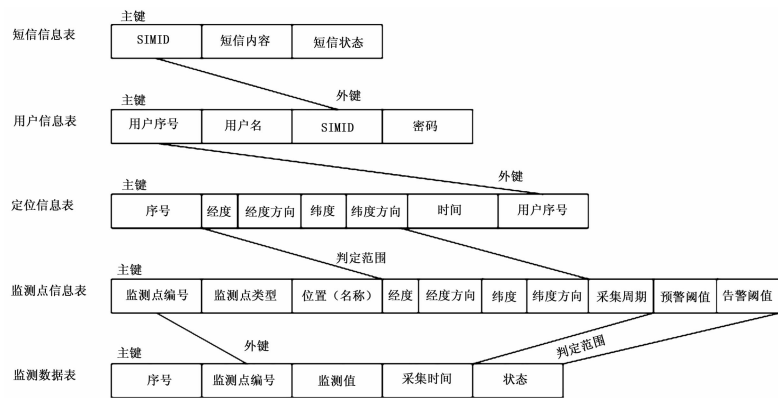 主键
短信信息表 SIMID 短信内容 短信状态
外键
主键
用户信息表 用户序号 用户名 SIMID 密码
外键
主键
定位信息表 序号 经度 经度方向 纬度 纬度方向 时间 用户序号
判定范围
主键
监测点信息表 监测点编号 监测点类型 位置（名称） 经度 经度方向 纬度 纬度方向 采集周期 预警阈值 告警阈值
外键 判定范围
主键
监测数据表 序号 监测点编号 监测值 采集时间 状态